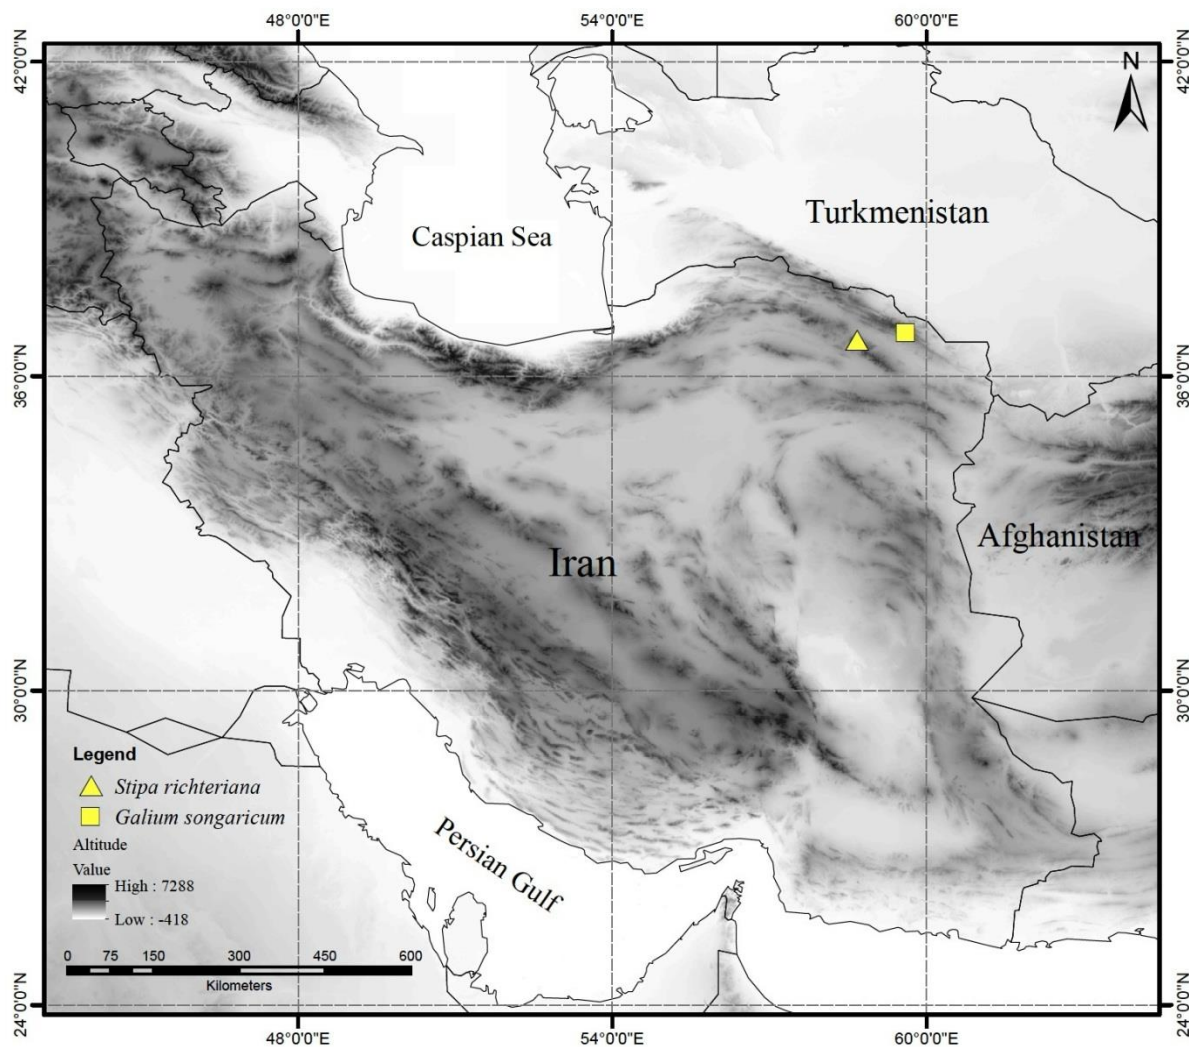 48°0'0"E 54°0'0"E 60°0'0"E
42°0'0"N 42°0'0"N
N
Turkmenistan
Caspian Sea
36°0'0"N 36°0'0"N
Afghanistan
Iran
30°0'0"N 30°0'0"N
Legend
Stipa richteriana
Galium songaricum
Altitude
Value
High : 7288
Low : -418
Persian Gulf
0 75 150 300 450 600
Kilometers
24°0'0"N 24°0'0"N
48°0'0"E 54°0'0"E 60°0'0"E